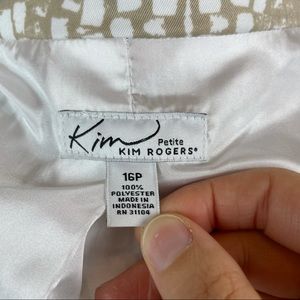 Kim
Petite
KIM ROGERS®
16P
100%
POLYESTER
MADE IN
INDONESIA
RN 31104